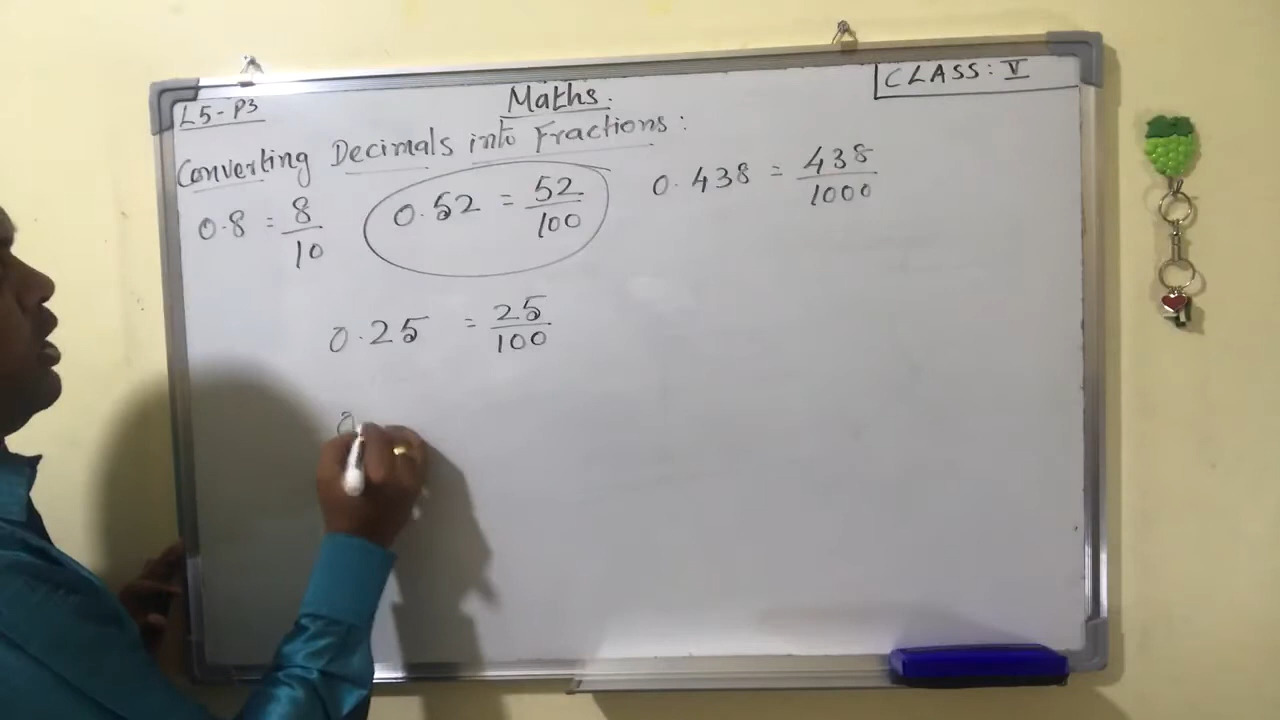 L5-P3
Maths.
CLASS: V
Converting Decimals into Fractions:
0.8 = 8/10
0.52 = 52/100
0.438 = 438/1000
0.25 = 25/100
0